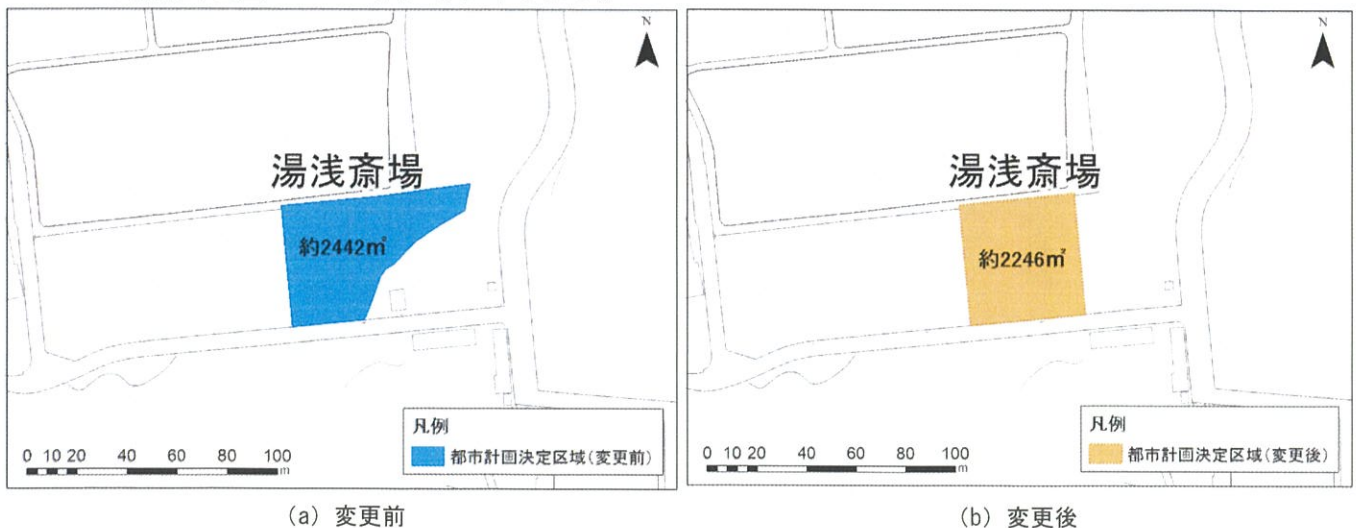 N
湯浅斎場
約2442㎡
凡例
都市計画決定区域(変更前)
0 10 20 40 60 80 100
m
(a) 変更前
N
湯浅斎場
約2246㎡
凡例
都市計画決定区域(変更後)
0 10 20 40 60 80 100
m
(b) 変更後